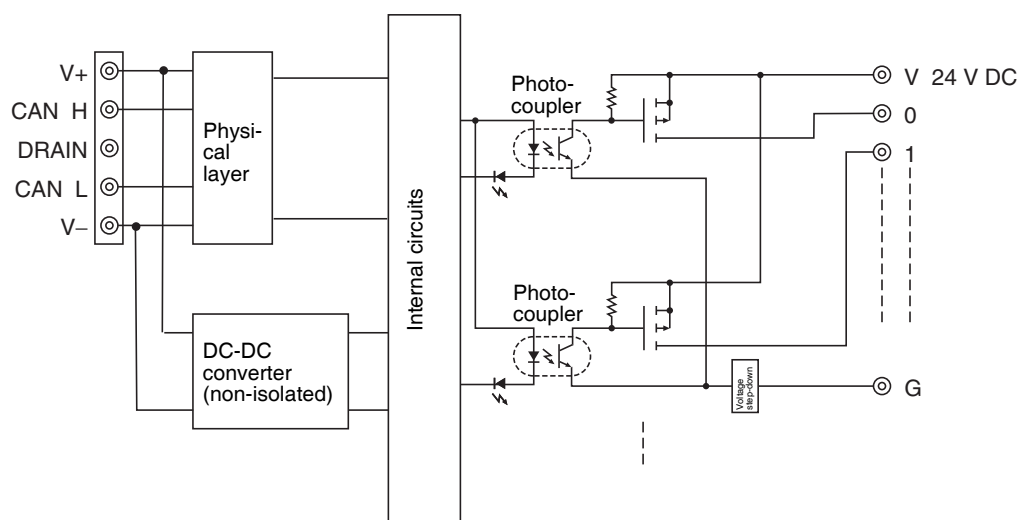 V+
CAN H
DRAIN
CAN L
V–
Physi-
cal
layer
DC-DC
converter
(non-isolated)
Internal circuits
Photo-
coupler
Photo-
coupler
Voltage
step-down
V 24 V DC
0
1
G